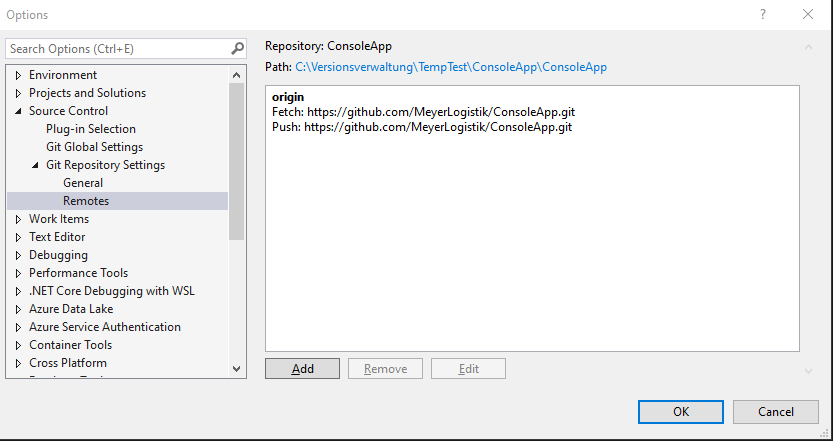 Options
Search Options (Ctrl+E)
Environment
Projects and Solutions
Source Control
Plug-in Selection
Git Global Settings
Git Repository Settings
General
Remotes
Work Items
Text Editor
Debugging
Performance Tools
.NET Core Debugging with WSL
Azure Data Lake
Azure Service Authentication
Container Tools
Cross Platform
Repository: ConsoleApp
Path: C:\Versionsverwaltung\TempTest\ConsoleApp\ConsoleApp
origin
Fetch: https://github.com/MeyerLogistik/ConsoleApp.git
Push: https://github.com/MeyerLogistik/ConsoleApp.git
Add
Remove
Edit
OK
Cancel